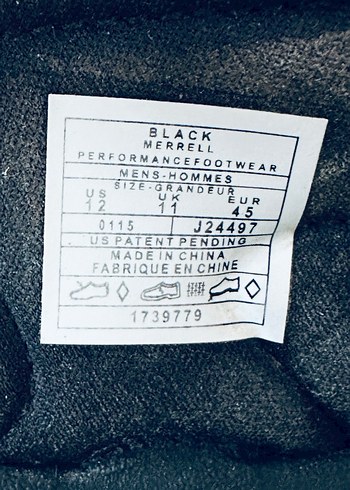 BLACK
MERRELL
PERFORMANCEFOOTWEAR
MENS-HOMMES
SIZE-GRANDEUR
US UK EUR
12 11 45
0115 J24497
US PATENT PENDING
MADE IN CHINA
FABRIQUE EN CHINE
1739779